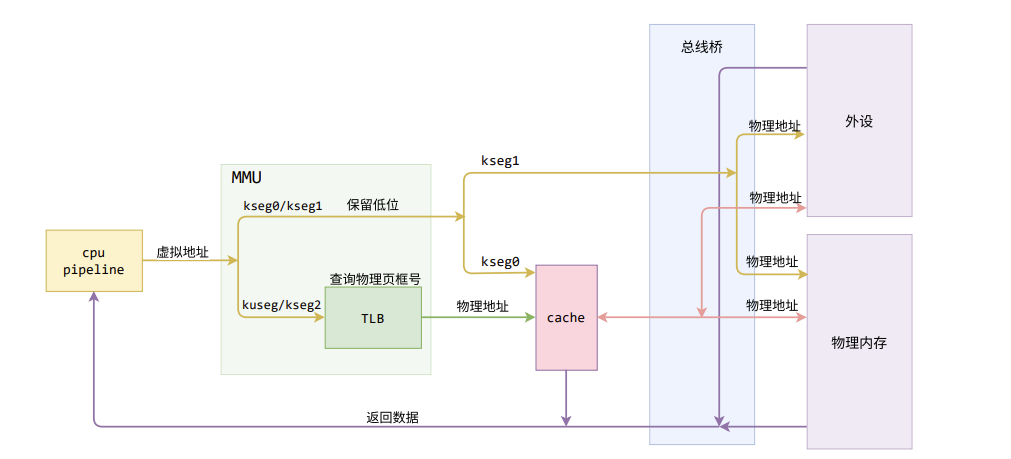 总线桥
外设
物理地址
kseg1
MMU
kseg0/kseg1
保留低位
物理地址
cpu
pipeline
虚拟地址
kseg0
物理地址
查询物理页框号
kuseg/kseg2
TLB
物理地址
cache
物理地址
物理内存
返回数据